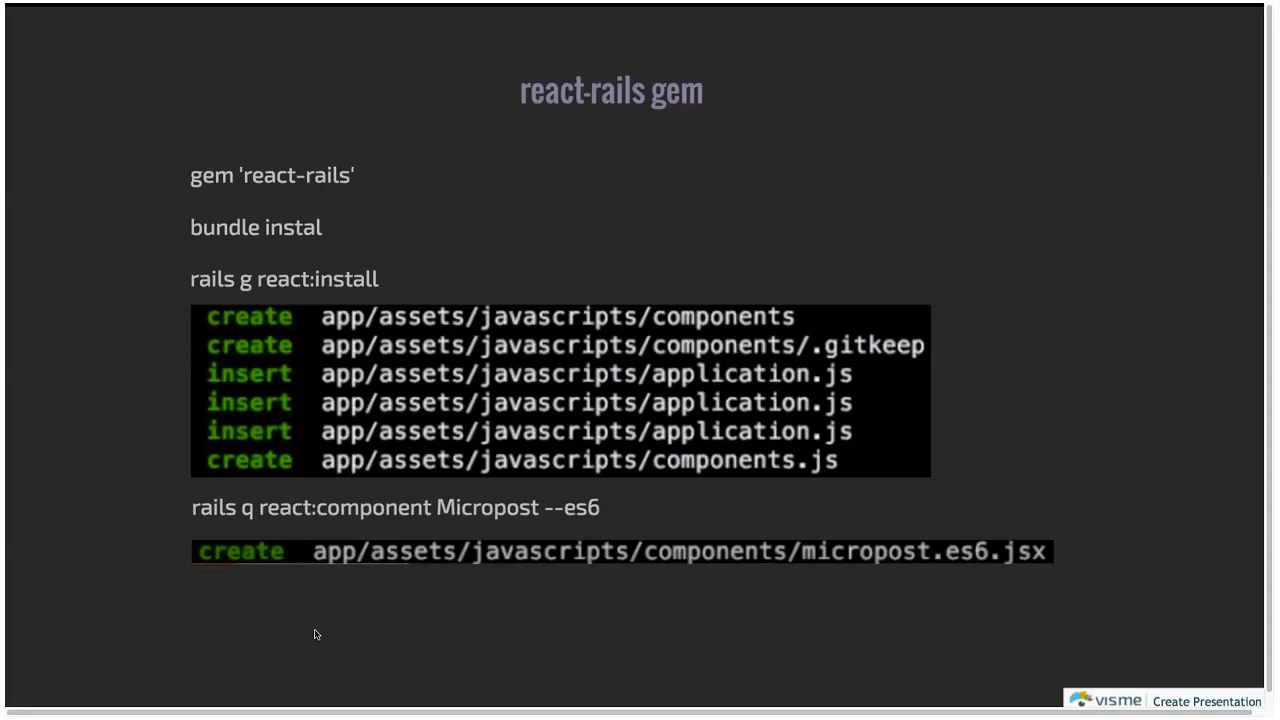 react-rails gem
gem 'react-rails'
bundle instal
rails g react:install
create app/assets/javascripts/components
create app/assets/javascripts/components/.gitkeep
insert app/assets/javascripts/application.js
insert app/assets/javascripts/application.js
insert app/assets/javascripts/application.js
create app/assets/javascripts/components.js
rails q react:component Micropost --es6
create app/assets/javascripts/components/micropost.es6.jsx
visme Create Presentation